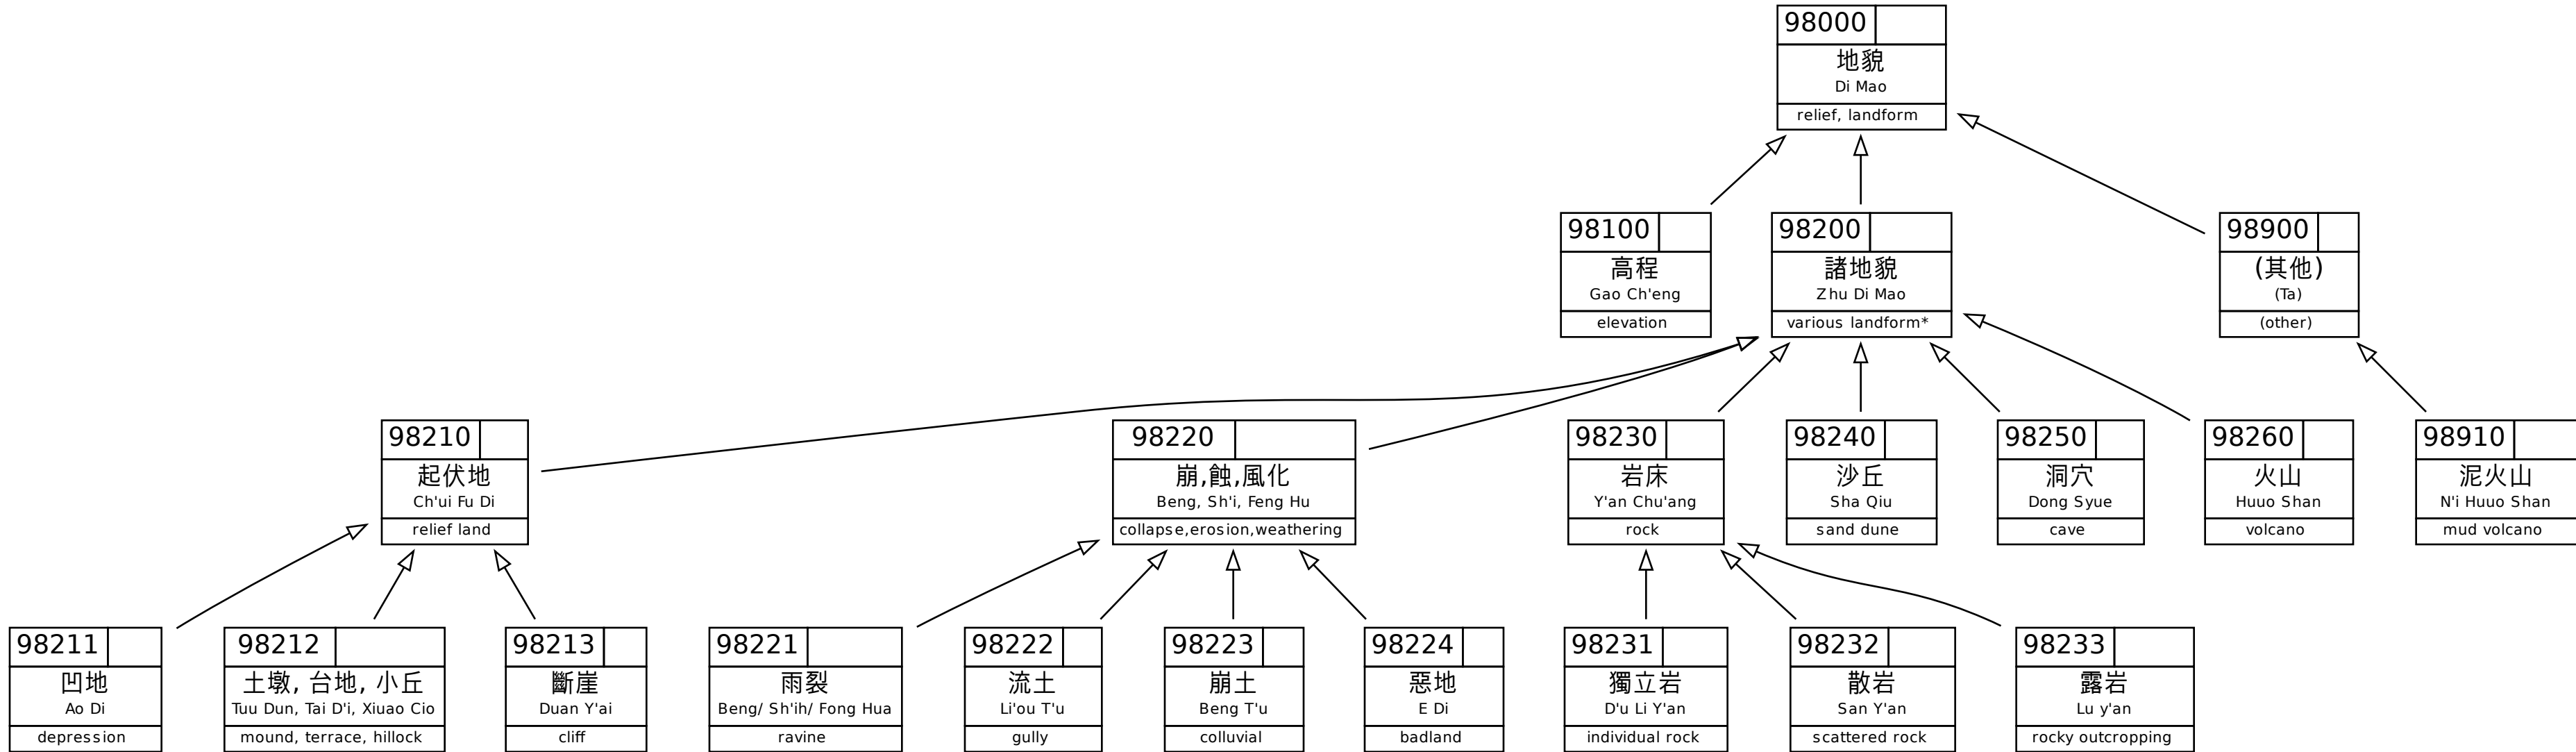 98000
地貌
Di Mao
relief, landform
98100
高程
Gao Ch'eng
elevation
98200
諸地貌
Zhu Di Mao
various landform*
98900
(其他)
(Ta)
(other)
98210
起伏地
Ch'ui Fu Di
relief land
98220
崩,蝕,風化
Beng, Sh'i, Feng Hu
collapse,erosion,weathering
98230
岩床
Y'an Chu'ang
rock
98240
沙丘
Sha Qiu
sand dune
98250
洞穴
Dong Syue
cave
98260
火山
Huuo Shan
volcano
98910
泥火山
N'i Huuo Shan
mud volcano
98211
凹地
Ao Di
depression
98212
土墩, 台地, 小丘
Tuu Dun, Tai D'i, Xiuao Cio
mound, terrace, hillock
98213
斷崖
Duan Y'ai
cliff
98221
雨裂
Beng/ Sh'ih/ Fong Hua
ravine
98222
流土
Li'ou T'u
gully
98223
崩土
Beng T'u
colluvial
98224
惡地
E Di
badland
98231
獨立岩
D'u Li Y'an
individual rock
98232
散岩
San Y'an
scattered rock
98233
露岩
Lu y'an
rocky outcropping